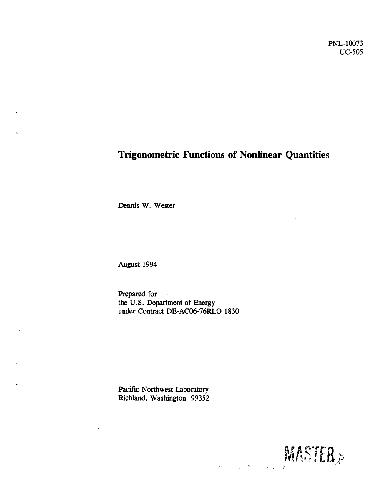 PNL-10073
UC-505
Trigonometric Functions of Nonlinear Quantities
Dennis W. Wester
August 1994
Prepared for
the U.S. Department of Energy
under Contract DE-AC06-76RLO 1830
Pacific Northwest Laboratory
Richland, Washington 99352
MASTER